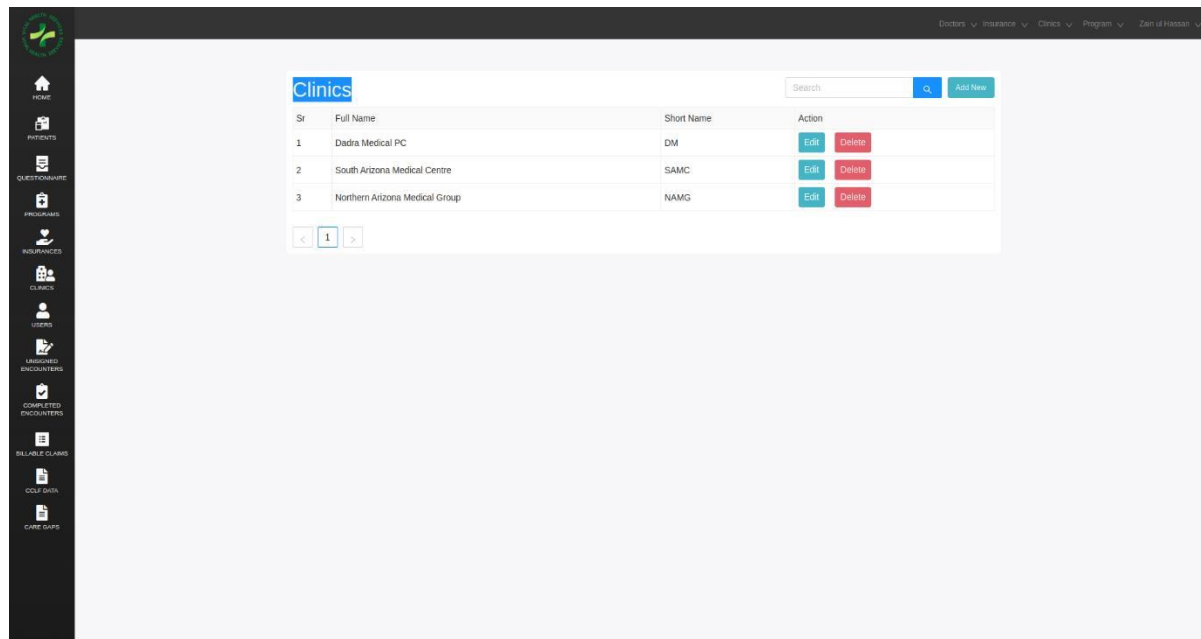 Doctors Insurance Clinics Program Zain ul Hassan
HOME
PATIENTS
QUESTIONNAIRE
PROGRAMS
INSURANCES
CLINICS
USERS
UNSIGNED
ENCOUNTERS
COMPLETED
ENCOUNTERS
BILLABLE CLAIMS
CCLF DATA
CARE GAPS
Clinics
Search
Add New
Sr Full Name Short Name Action
1 Dadra Medical PC DM Edit Delete
2 South Arizona Medical Centre SAMC Edit Delete
3 Northern Arizona Medical Group NAMG Edit Delete
< 1 >